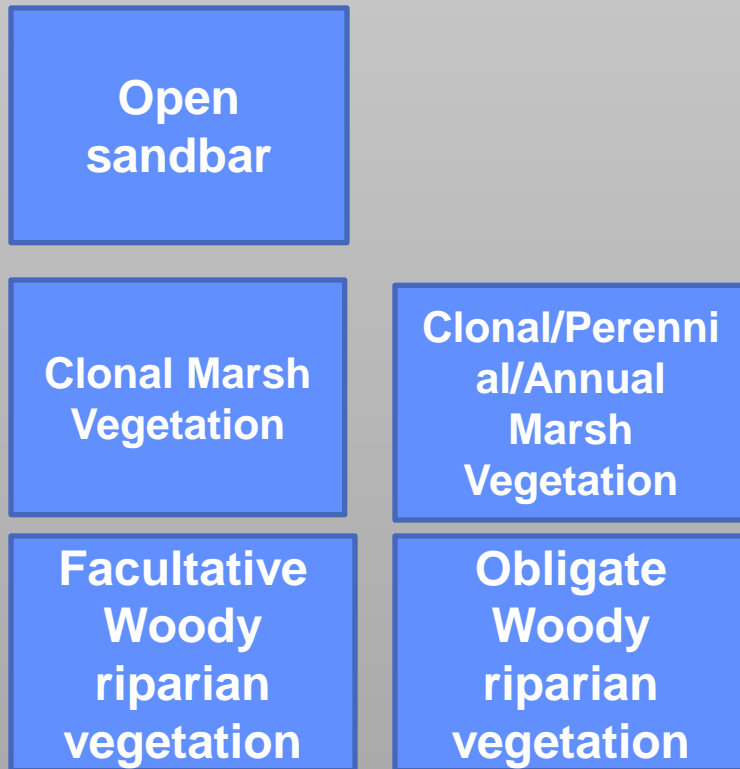 Open
sandbar
Clonal Marsh
Vegetation
Clonal/Perenni
al/Annual
Marsh
Vegetation
Facultative
Woody
riparian
vegetation
Obligate
Woody
riparian
vegetation